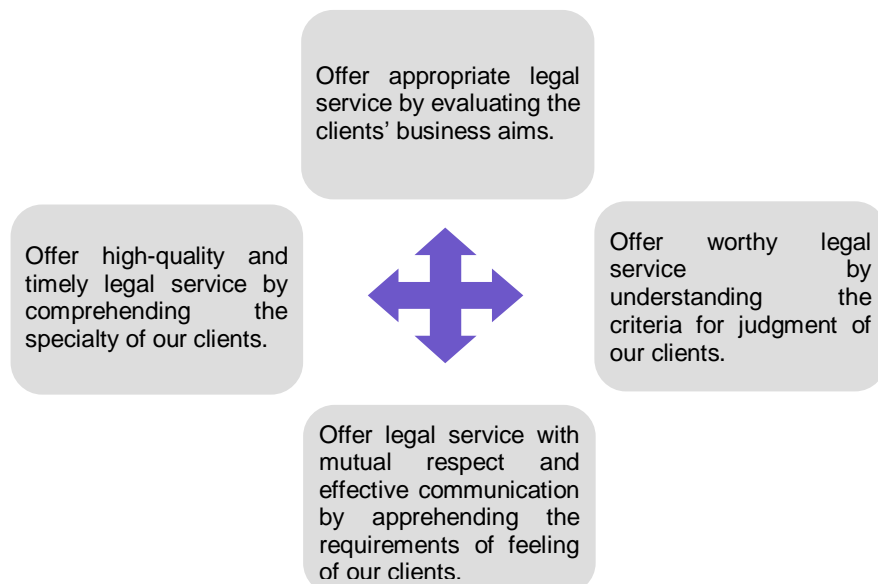 Offer appropriate legal
service by evaluating the
clients’ business aims.
Offer high-quality and
timely legal service by
comprehending the
specialty of our clients.
Offer worthy legal
service by
understanding the
criteria for judgment of
our clients.
Offer legal service with
mutual respect and
effective communication
by apprehending the
requirements of feeling
of our clients.